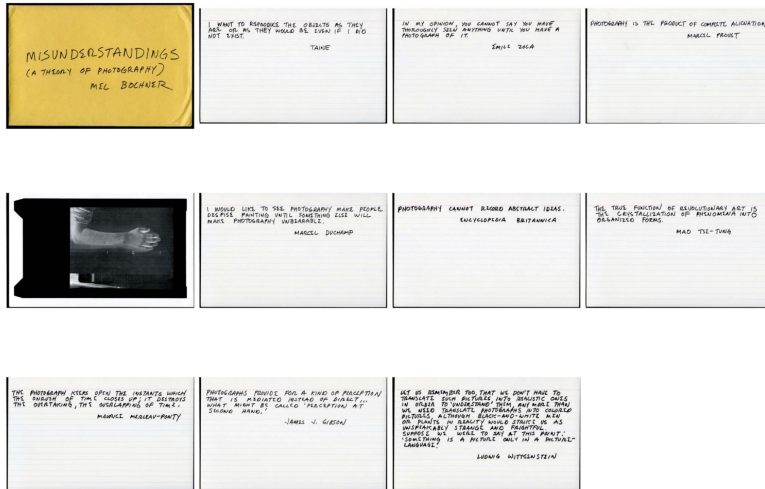 MISUNDERSTANDINGS
(A THEORY OF PHOTOGRAPHY)
MEL BOCHNER
I WANT TO REPRODUCE THE OBJECTS AS THEY
ARE OR AS THEY WOULD BE EVEN IF I DID
NOT EXIST.
TAINE
IN MY OPINION, YOU CANNOT SAY YOU HAVE
THOROUGHLY SEEN ANYTHING UNTIL YOU HAVE A
PHOTOGRAPH OF IT.
EMILE ZOLA
PHOTOGRAPHY IS THE PRODUCT OF COMPLETE ALIENATION.
MARCEL PROUST
I WOULD LIKE TO SEE PHOTOGRAPHY MAKE PEOPLE
DESPISE PAINTING UNTIL SOMETHING ELSE WILL
MAKE PHOTOGRAPHY UNBEARABLE.
MARCEL DUCHAMP
PHOTOGRAPHY CANNOT RECORD ABSTRACT IDEAS.
ENCYCLOPEDIA BRITANNICA
THE TRUE FUNCTION OF REVOLUTIONARY ART IS
THE CRYSTALLIZATION OF PHENOMENA INTO
ORGANIZED FORMS.
MAO TSE-TUNG
THE PHOTOGRAPH KEEPS OPEN THE INSTANTS WHICH
THE ONRUSH OF TIME CLOSES UP; IT DESTROYS
THE OVERTAKING, THE OVERLAPPING OF TIME.
MAURICE MERLEAU-PONTY
PHOTOGRAPHS PROVIDE FOR A KIND OF PERCEPTION
THAT IS MEDIATED INSTEAD OF DIRECT...
WHAT MIGHT BE CALLED 'PERCEPTION AT
SECOND HAND.'
JAMES J. GIBSON
LET US REMEMBER TOO, THAT WE DON'T HAVE TO
TRANSLATE SUCH PICTURES INTO REALISTIC ONES
IN ORDER TO 'UNDERSTAND' THEM, ANY MORE THAN
WE NEED TRANSLATE PHOTOGRAPHS INTO COLORED
PICTURES, ALTHOUGH BLACK-AND-WHITE MEN
OR PLANTS IN REALITY WOULD STRIKE US AS
UNSPEAKABLY STRANGE AND FRIGHTFUL.
SUPPOSE WE WERE TO SAY AT THIS POINT:
'SOMETHING IS A PICTURE ONLY IN A PICTURE-
LANGUAGE.'
LUDWIG WITTGENSTEIN